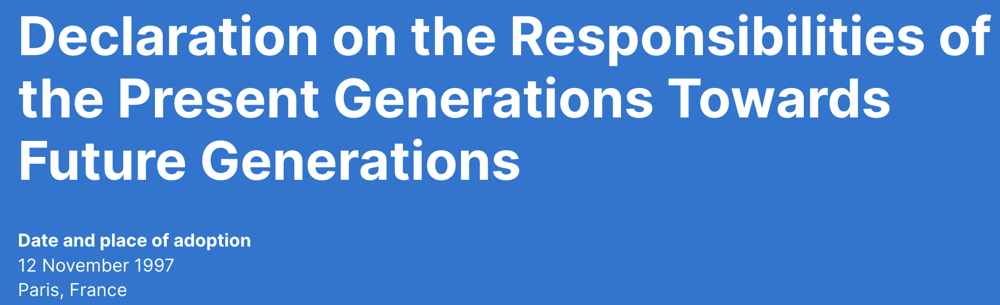 Declaration on the Responsibilities of
the Present Generations Towards
Future Generations
Date and place of adoption
12 November 1997
Paris, France